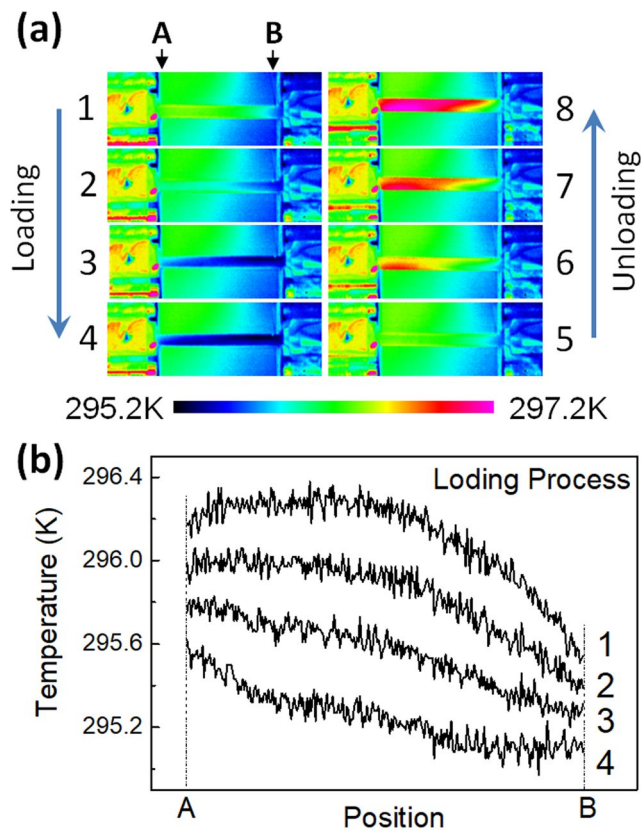 (a)
A B
Loading
1
2
3
4
8
7
6
5
Unloading
295.2K 297.2K
(b)
Loding Process
Temperature (K)
296.4
296.0
295.6
295.2
1
2
3
4
A Position B